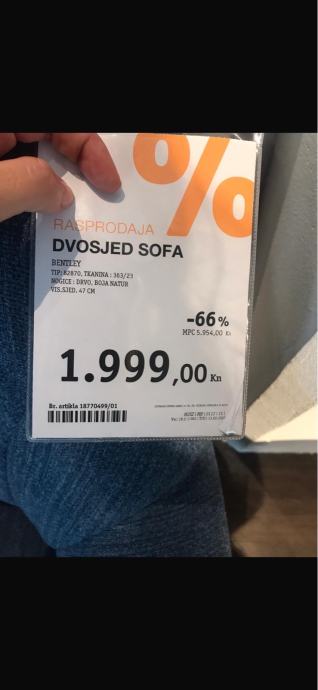 %
RASPRODAJA
DVOSJED SOFA
BENTLEY
TIP: 82870, TKANINA : 363/23
NOGICE : DRVO, BOJA NATUR
VIS.SJED. 47 CM
-66%
MPC 5.954,00 Kn
1.999,00 Kn
Br. artikla 18770499/01